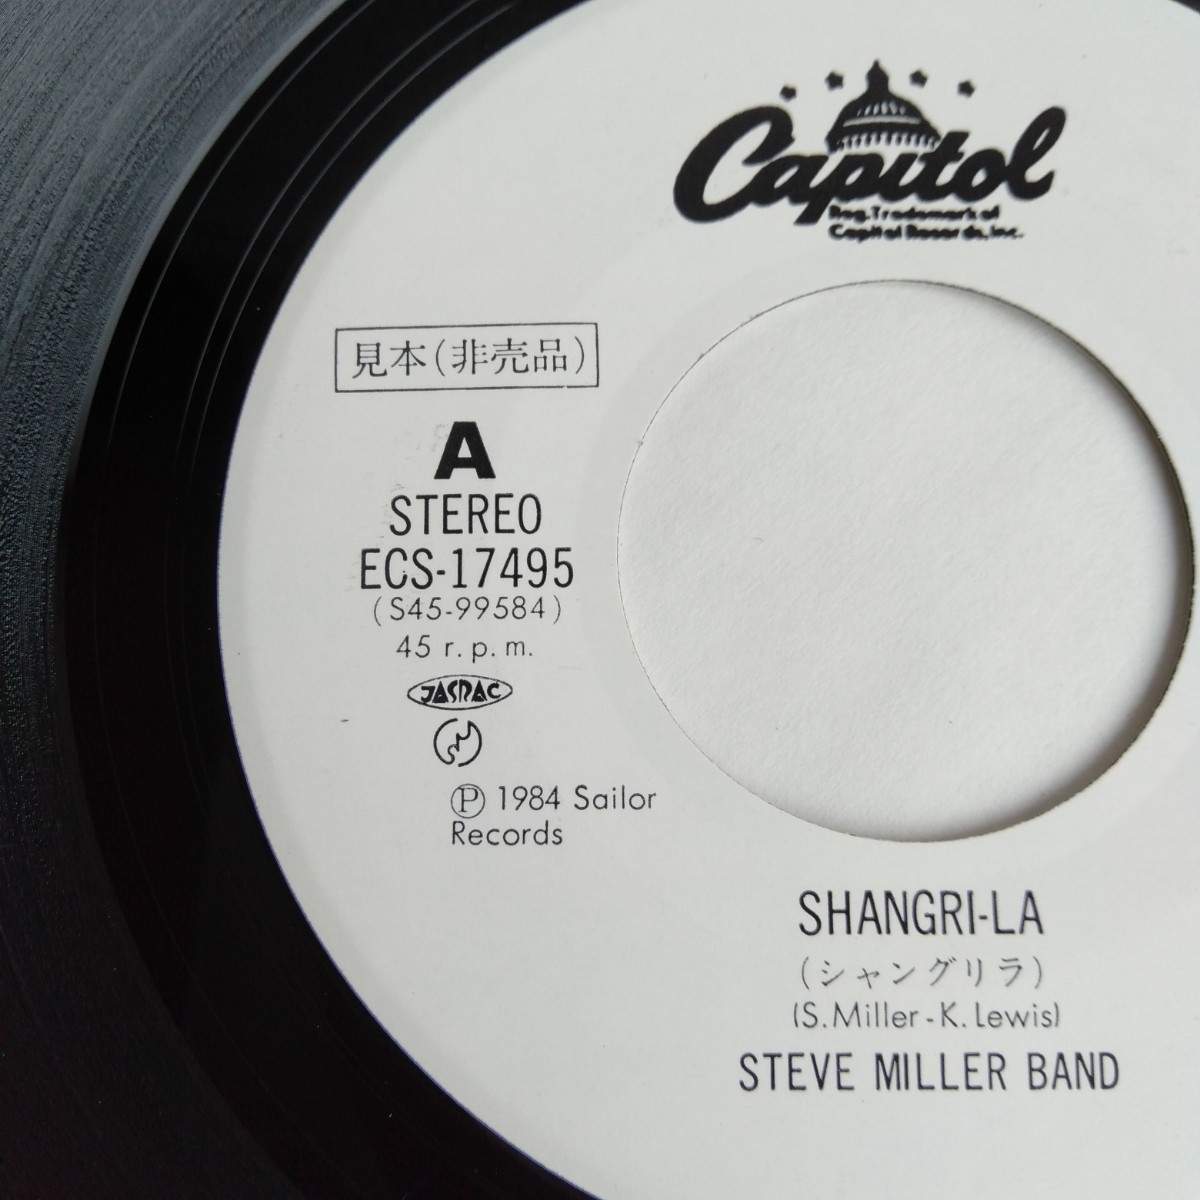 Capitol
Reg. Trademark of
Capitol Records, Inc.
見本(非売品)
A
STEREO
ECS-17495
(S45-99584)
45 r.p.m.
JASRAC
Ⓟ 1984 Sailor
Records
SHANGRI-LA
(シャングリラ)
(S.Miller-K.Lewis)
STEVE MILLER BAND